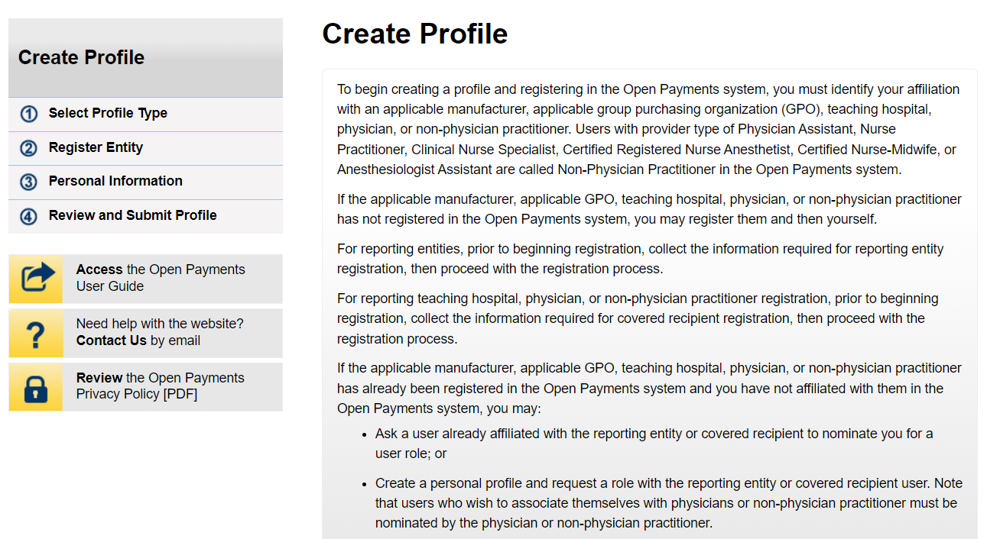 Create Profile
1 Select Profile Type
2 Register Entity
3 Personal Information
4 Review and Submit Profile
Access the Open Payments
User Guide
Need help with the website?
Contact Us by email
Review the Open Payments
Privacy Policy [PDF]
Create Profile
To begin creating a profile and registering in the Open Payments system, you must identify your affiliation
with an applicable manufacturer, applicable group purchasing organization (GPO), teaching hospital,
physician, or non-physician practitioner. Users with provider type of Physician Assistant, Nurse
Practitioner, Clinical Nurse Specialist, Certified Registered Nurse Anesthetist, Certified Nurse-Midwife, or
Anesthesiologist Assistant are called Non-Physician Practitioner in the Open Payments system.
If the applicable manufacturer, applicable GPO, teaching hospital, physician, or non-physician practitioner
has not registered in the Open Payments system, you may register them and then yourself.
For reporting entities, prior to beginning registration, collect the information required for reporting entity
registration, then proceed with the registration process.
For reporting teaching hospital, physician, or non-physician practitioner registration, prior to beginning
registration, collect the information required for covered recipient registration, then proceed with the
registration process.
If the applicable manufacturer, applicable GPO, teaching hospital, physician, or non-physician practitioner
has already been registered in the Open Payments system and you have not affiliated with them in the
Open Payments system, you may:
• Ask a user already affiliated with the reporting entity or covered recipient to nominate you for a
user role; or
• Create a personal profile and request a role with the reporting entity or covered recipient user. Note
that users who wish to associate themselves with physicians or non-physician practitioner must be
nominated by the physician or non-physician practitioner.